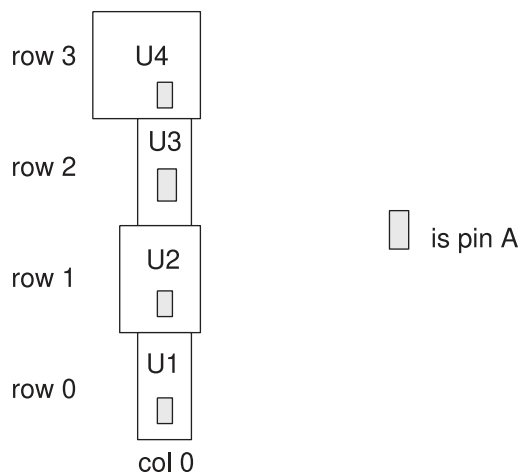 row 3
U4
U3
row 2
U2
row 1
U1
row 0
col 0
is pin A